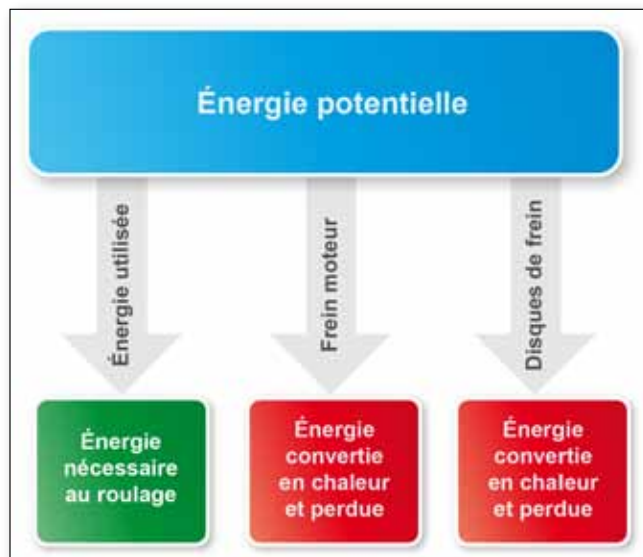 Énergie potentielle
Énergie utilisée
Frein moteur
Disques de frein
Énergie
nécessaire
au roulage
Énergie
convertie
en chaleur
et perdue
Énergie
convertie
en chaleur
et perdue